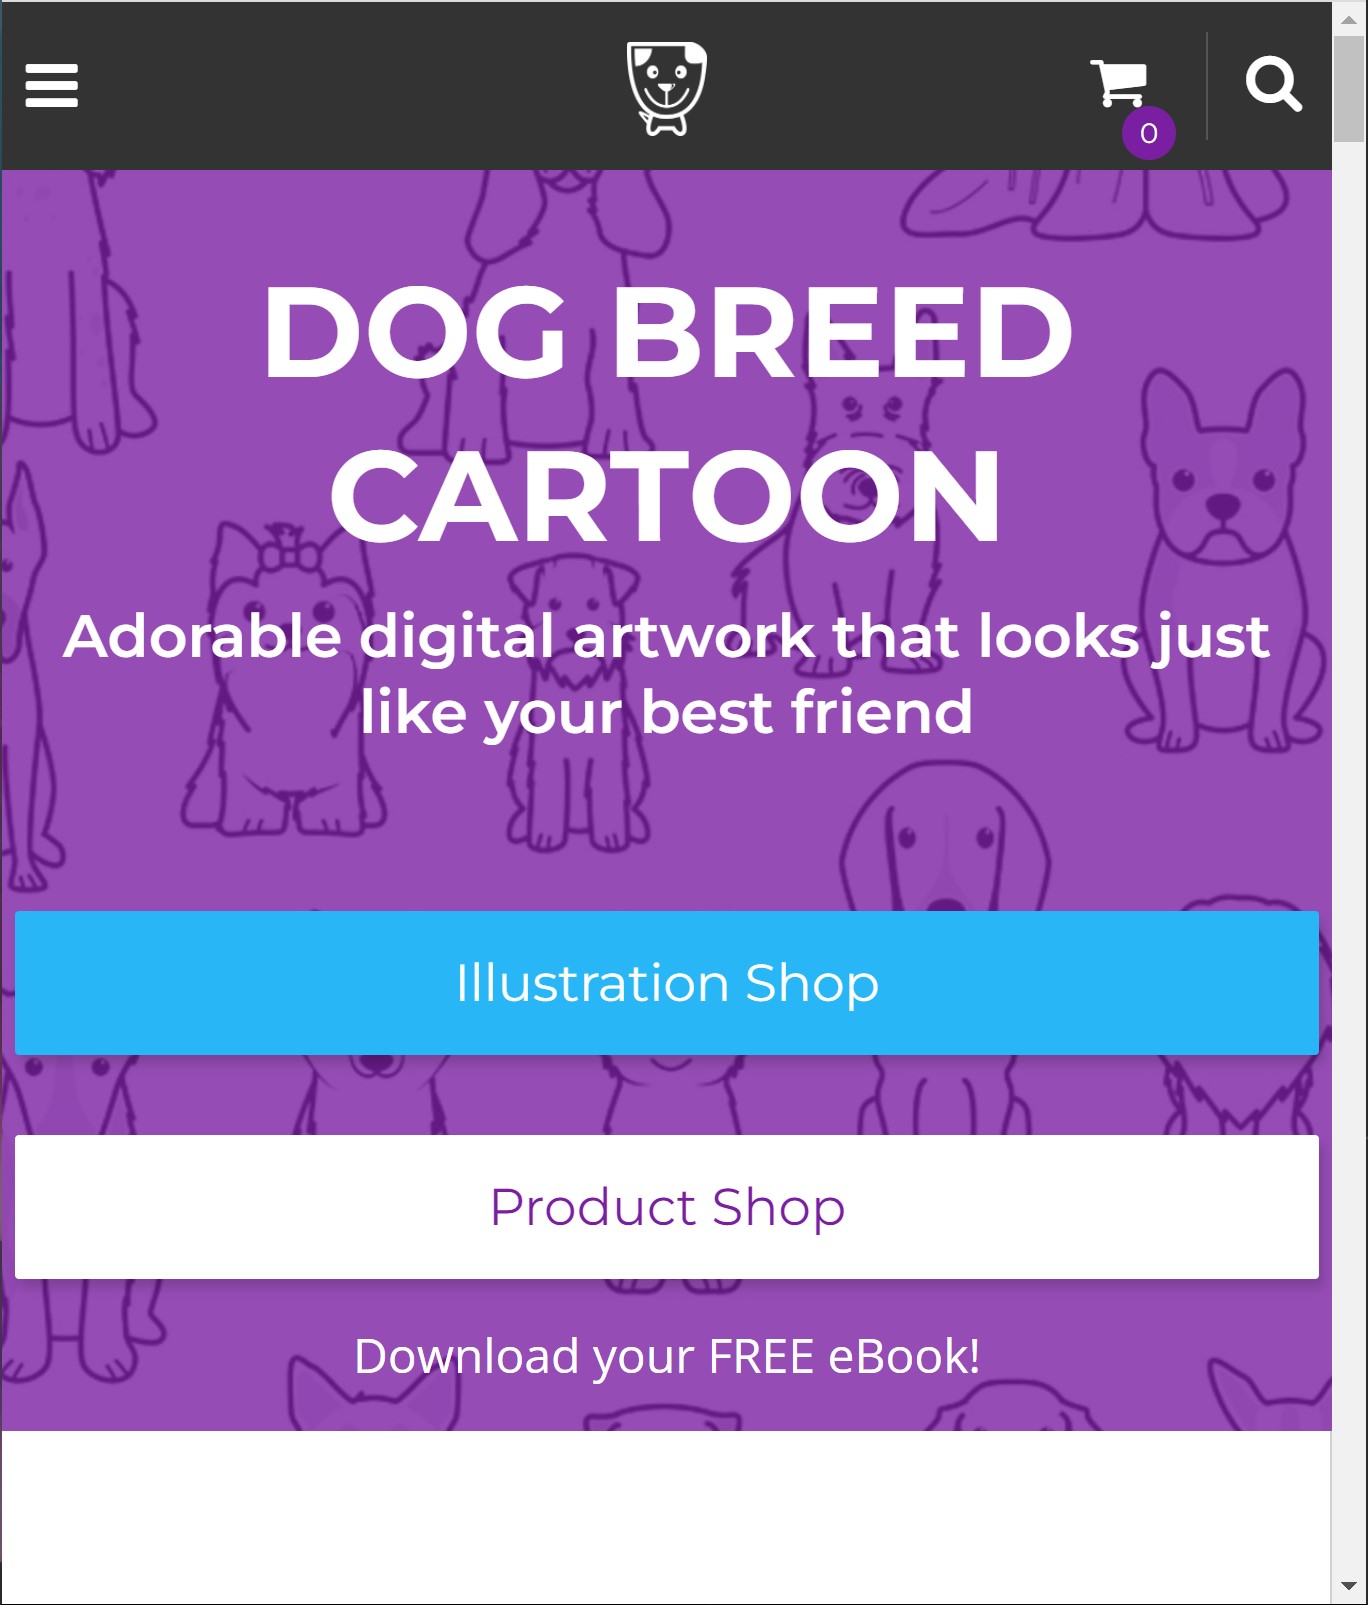 0
DOG BREED
CARTOON
Adorable digital artwork that looks just
like your best friend
Illustration Shop
Product Shop
Download your FREE eBook!